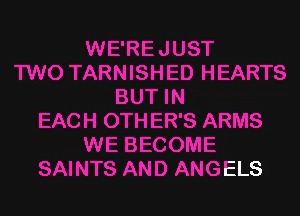 WE'RE JUST
TWO TARNISHED HEARTS
BUT IN
EACH OTHER'S ARMS
WE BECOME
SAINTS AND ANGELS